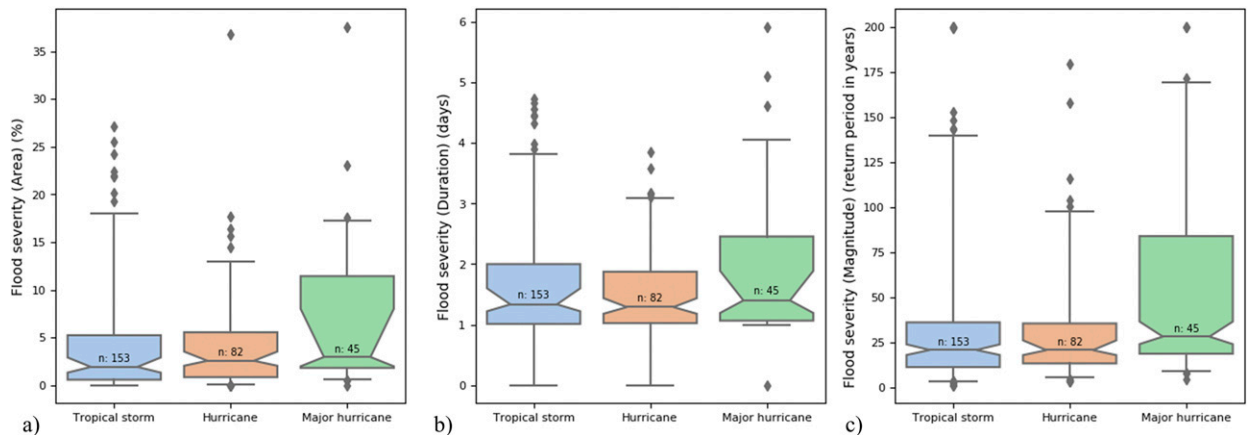 Flood severity (Area) (%)
35
30
25
20
15
10
5
0
n: 153
n: 82
n: 45
Tropical storm
Hurricane
Major hurricane
a)
Flood severity (Duration) (days)
6
5
4
3
2
1
0
n: 153
n: 82
n: 45
Tropical storm
Hurricane
Major hurricane
b)
Flood severity (Magnitude) (return period in years)
200
175
150
125
100
75
50
25
0
n: 153
n: 82
n: 45
Tropical storm
Hurricane
Major hurricane
c)